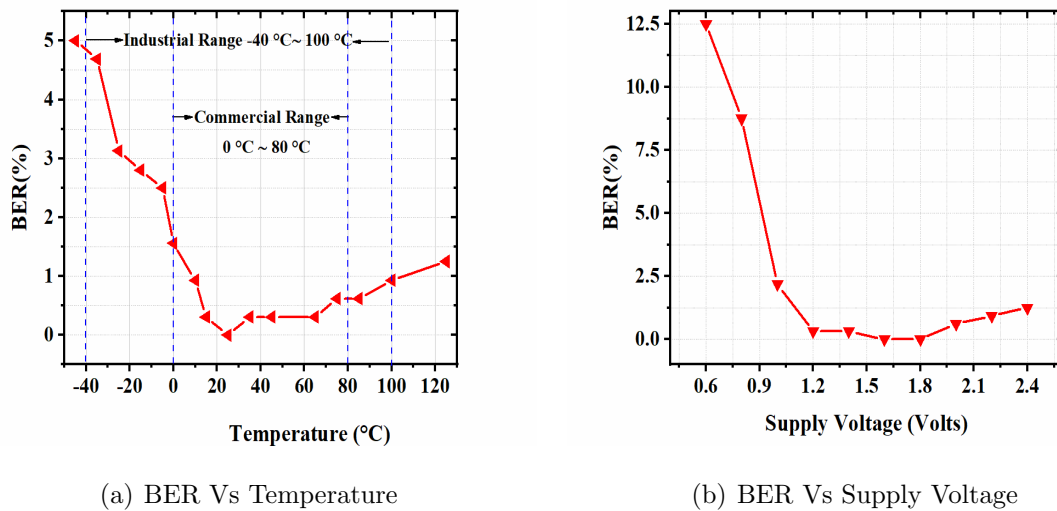 5
4
3
2
1
0
BER(%)
Industrial Range -40 °C~ 100 °C
Commercial Range
0 °C ~ 80 °C
-40 -20 0 20 40 60 80 100 120
Temperature (°C)
(a) BER Vs Temperature
12.5
10.0
7.5
5.0
2.5
0.0
BER(%)
0.6 0.9 1.2 1.5 1.8 2.1 2.4
Supply Voltage (Volts)
(b) BER Vs Supply Voltage